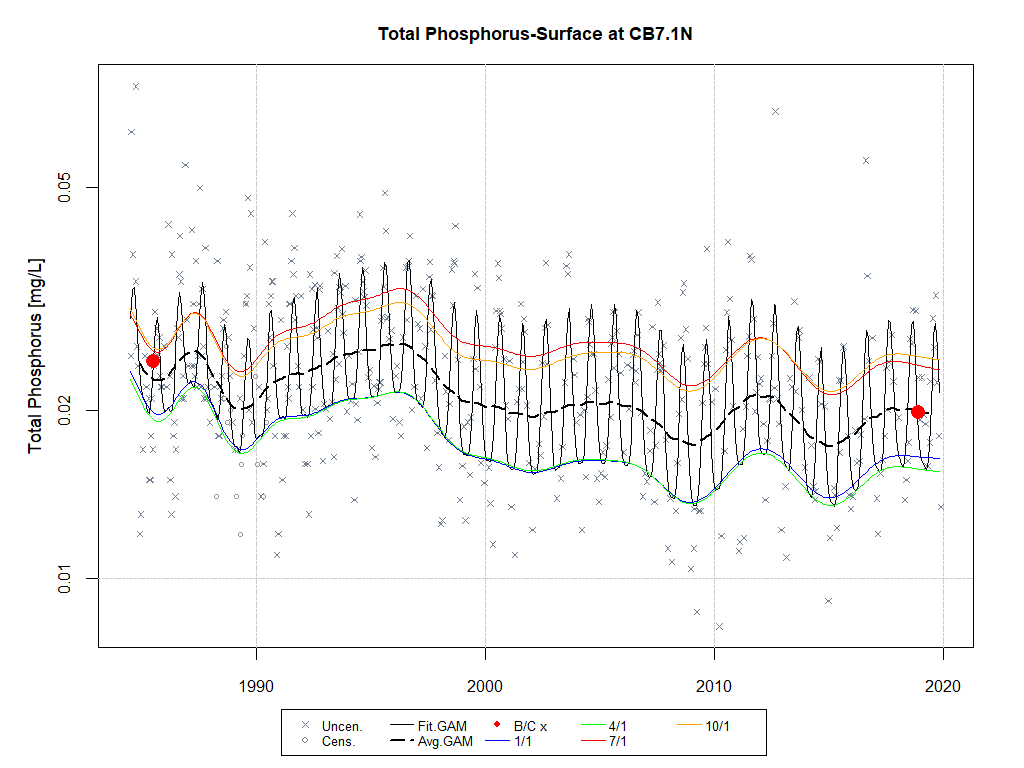 Total Phosphorus-Surface at CB7.1N
Total Phosphorus [mg/L]
0.05
0.02
0.01
1990 2000 2010 2020
Uncen. Fit.GAM B/C x 4/1 10/1
Cens. Avg.GAM 1/1 7/1